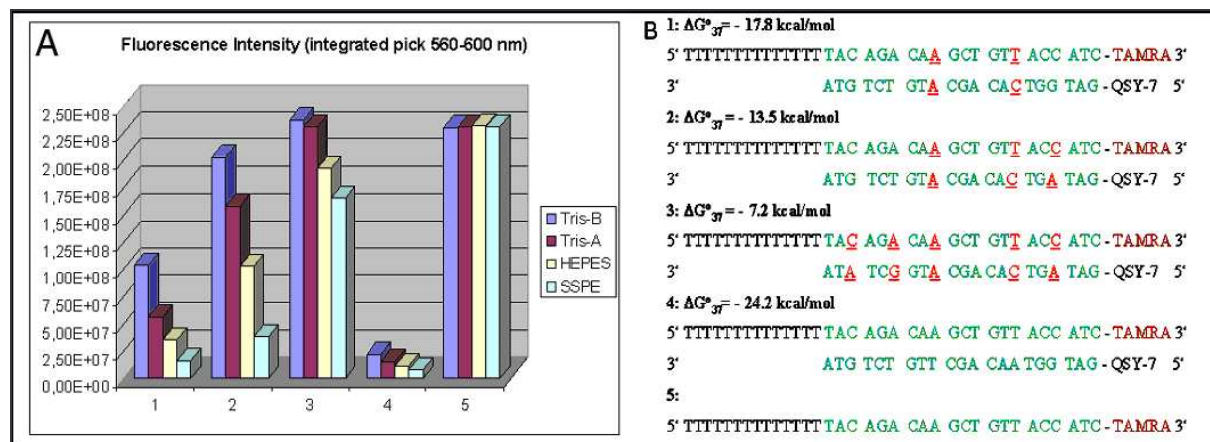 A
Fluorescence Intensity (integrated pick 560-600 nm)
2,50E+08
2,25E+08
2,00E+08
1,75E+08
1,50E+08
1,25E+08
1,00E+08
7,50E+07
5,00E+07
2,50E+07
0,00E+00
1 2 3 4 5
Tris-B
Tris-A
HEPES
SSPE
B
1: ΔG°37= - 17.8 kcal/mol
5' TTTTTTTTTTTTTTT TAC AGA CAA GCT GTT ACC ATC - TAMRA 3'
3' ATG TCT GTA CGA CAC TGG TAG - QSY-7 5'
2: ΔG°37= - 13.5 kcal/mol
5' TTTTTTTTTTTTTTT TAC AGA CAA GCT GTT ACC ATC - TAMRA 3'
3' ATG TCT GTA CGA CAC TGA TAG - QSY-7 5'
3: ΔG°37= - 7.2 kcal/mol
5' TTTTTTTTTTTTTTT TAC AGA CAA GCT GTT ACC ATC - TAMRA 3'
3' ATA TCG GTA CGA CAC TGA TAG - QSY-7 5'
4: ΔG°37= - 24.2 kcal/mol
5' TTTTTTTTTTTTTTT TAC AGA CAA GCT GTT ACC ATC - TAMRA 3'
3' ATG TCT GTT CGA CAA TGG TAG - QSY-7 5'
5:
5' TTTTTTTTTTTTTTT TAC AGA CAA GCT GTT ACC ATC - TAMRA 3'